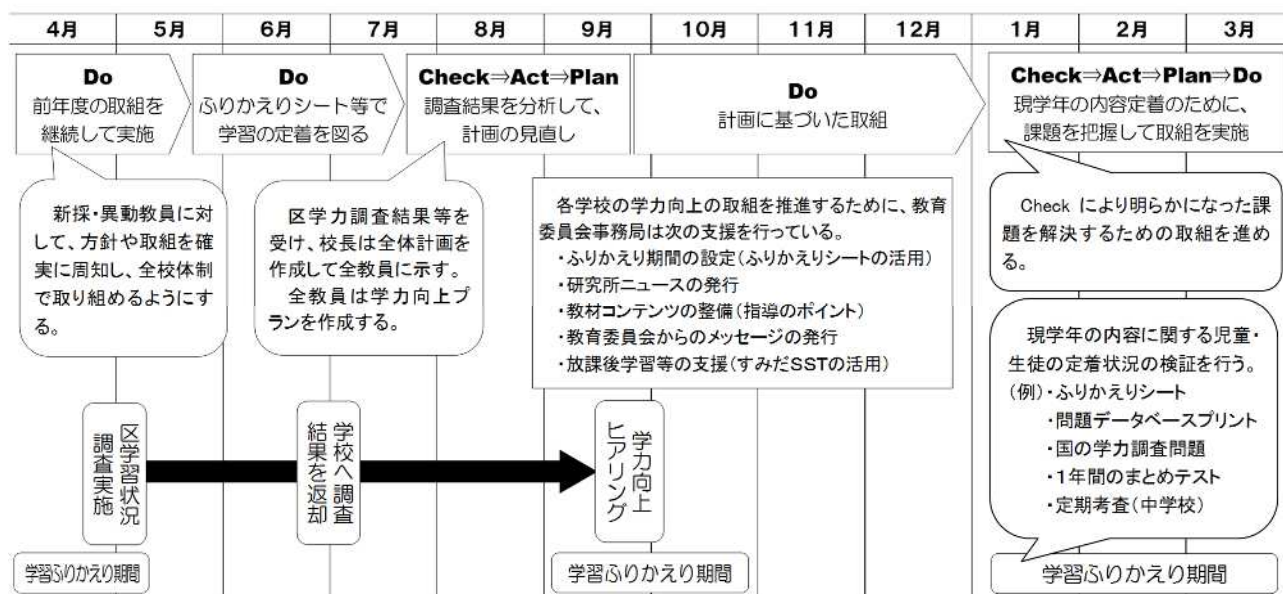 4月 5月 6月 7月 8月 9月 10月 11月 12月 1月 2月 3月
Do
前年度の取組を
継続して実施
Do
ふりかえりシート等で
学習の定着を図る
Check⇒Act⇒Plan
調査結果を分析して、
計画の見直し
Do
計画に基づいた取組
Check⇒Act⇒Plan⇒Do
現学年の内容定着のために、
課題を把握して取組を実施
新採・異動教員に対
して、方針や取組を確
実に周知し、全校体制
で取り組めるようにす
る。
区学力調査結果等を
受け、校長は全体計画を
作成して全教員に示す。
全教員は学力向上プ
ランを作成する。
各学校の学力向上の取組を推進するために、教育
委員会事務局は次の支援を行っている。
・ふりかえり期間の設定(ふりかえりシートの活用)
・研究所ニュースの発行
・教材コンテンツの整備(指導のポイント)
・教育委員会からのメッセージの発行
・放課後学習等の支援(すみだSSTの活用)
Check により明らかになった課
題を解決するための取組を進め
る。
現学年の内容に関する児童・
生徒の定着状況の検証を行う。
(例)・ふりかえりシート
・問題データベースプリント
・国の学力調査問題
・1年間のまとめテスト
・定期考査(中学校)
区学習状況
調査実施
学校へ調査
結果を返却
学力向上
ヒアリング
学習ふりかえり期間
学習ふりかえり期間
学習ふりかえり期間